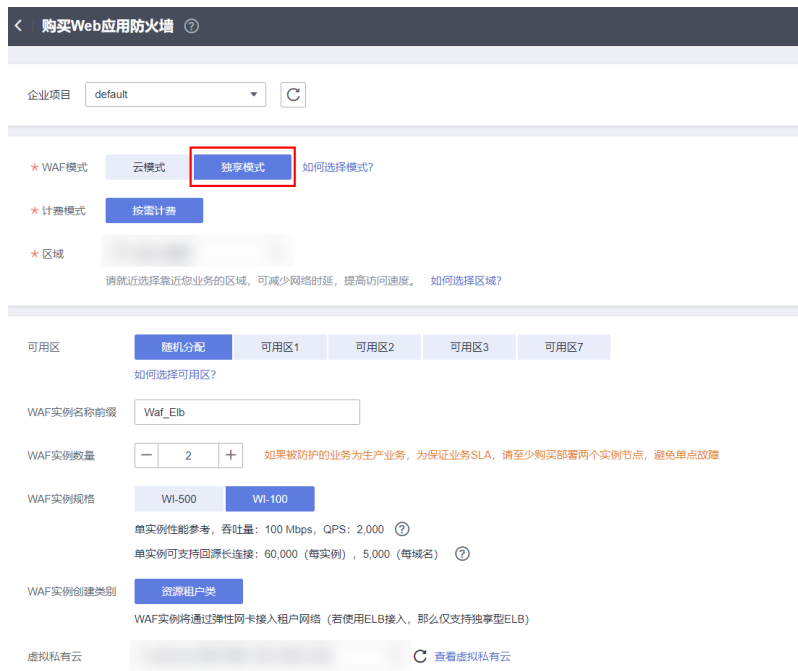 购买Web应用防火墙 ?
企业项目 default
* WAF模式 云模式 独享模式 如何选择模式?
* 计费模式 按需计费
* 区域
请就近选择靠近您业务的区域，可减少网络时延，提高访问速度。 如何选择区域?
可用区 随机分配 可用区1 可用区2 可用区3 可用区7
如何选择可用区?
WAF实例名称前缀 Waf_Elb
WAF实例数量 — 2 + 如果被防护的业务为生产业务，为保证业务SLA，请至少购买部署两个实例节点，避免单点故障
WAF实例规格 WI-500 WI-100
单实例性能参考，吞吐量：100 Mbps，QPS：2,000 ?
单实例可支持回源长连接：60,000（每实例），5,000（每域名） ?
WAF实例创建类别 资源租户类
WAF实例将通过弹性网卡接入租户网络（若使用ELB接入，那么仅支持独享型ELB）
虚拟私有云 查看虚拟私有云